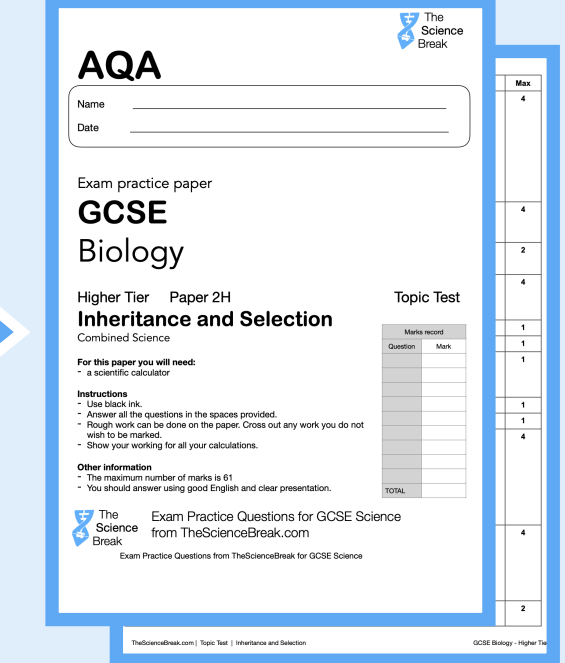 The
Science
Break
AQA
Name
Date
Exam practice paper
GCSE
Biology
Higher Tier Paper 2H Topic Test
Inheritance and Selection
Combined Science
For this paper you will need:
- a scientific calculator
Instructions
- Use black ink.
- Answer all the questions in the spaces provided.
- Rough work can be done on the paper. Cross out any work you do not
wish to be marked.
- Show your working for all your calculations.
Other information
- The maximum number of marks is 61
- You should answer using good English and clear presentation.
Marks record
Question Mark
TOTAL
The
Science
Break
Exam Practice Questions for GCSE Science
from TheScienceBreak.com
Exam Practice Questions from TheScienceBreak for GCSE Science
Max
4
4
2
4
1
1
1
1
1
4
4
2
TheScienceBreak.com | Topic Test | Inheritance and Selection
GCSE Biology - Higher Tie